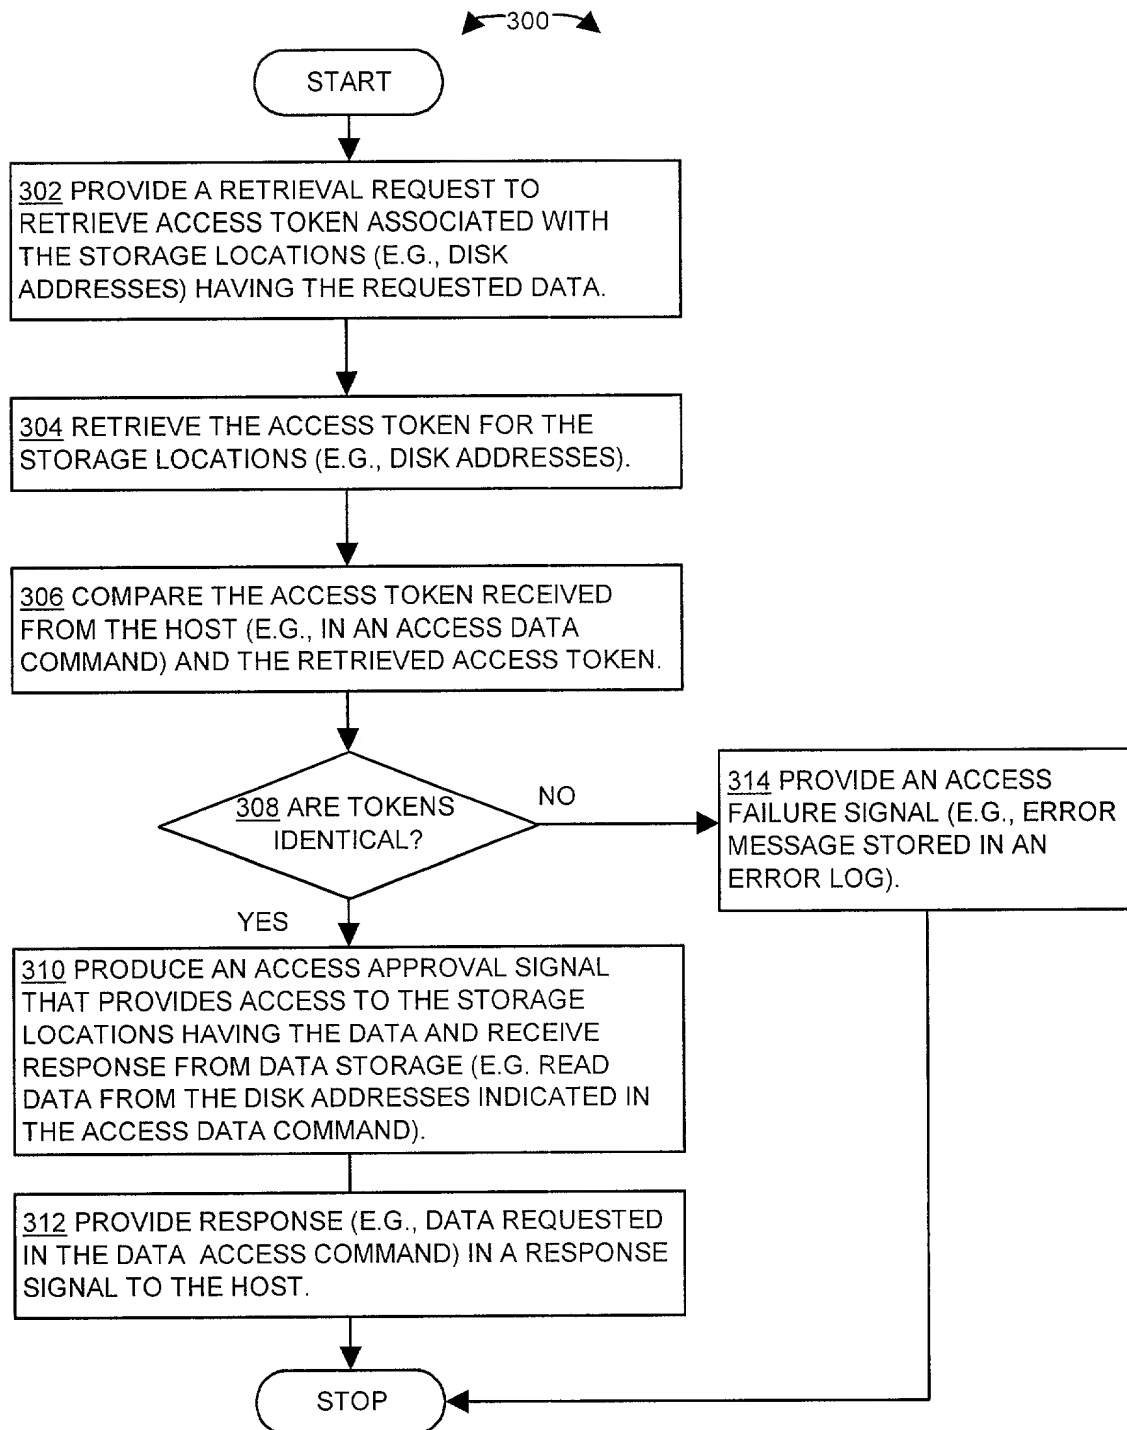 300
START
302 PROVIDE A RETRIEVAL REQUEST TO
RETRIEVE ACCESS TOKEN ASSOCIATED WITH
THE STORAGE LOCATIONS (E.G., DISK
ADDRESSES) HAVING THE REQUESTED DATA.
304 RETRIEVE THE ACCESS TOKEN FOR THE
STORAGE LOCATIONS (E.G., DISK ADDRESSES).
306 COMPARE THE ACCESS TOKEN RECEIVED
FROM THE HOST (E.G., IN AN ACCESS DATA
COMMAND) AND THE RETRIEVED ACCESS TOKEN.
308 ARE TOKENS
IDENTICAL?
NO
314 PROVIDE AN ACCESS
FAILURE SIGNAL (E.G., ERROR
MESSAGE STORED IN AN
ERROR LOG).
YES
310 PRODUCE AN ACCESS APPROVAL SIGNAL
THAT PROVIDES ACCESS TO THE STORAGE
LOCATIONS HAVING THE DATA AND RECEIVE
RESPONSE FROM DATA STORAGE (E.G. READ
DATA FROM THE DISK ADDRESSES INDICATED IN
THE ACCESS DATA COMMAND).
312 PROVIDE RESPONSE (E.G., DATA REQUESTED
IN THE DATA ACCESS COMMAND) IN A RESPONSE
SIGNAL TO THE HOST.
STOP